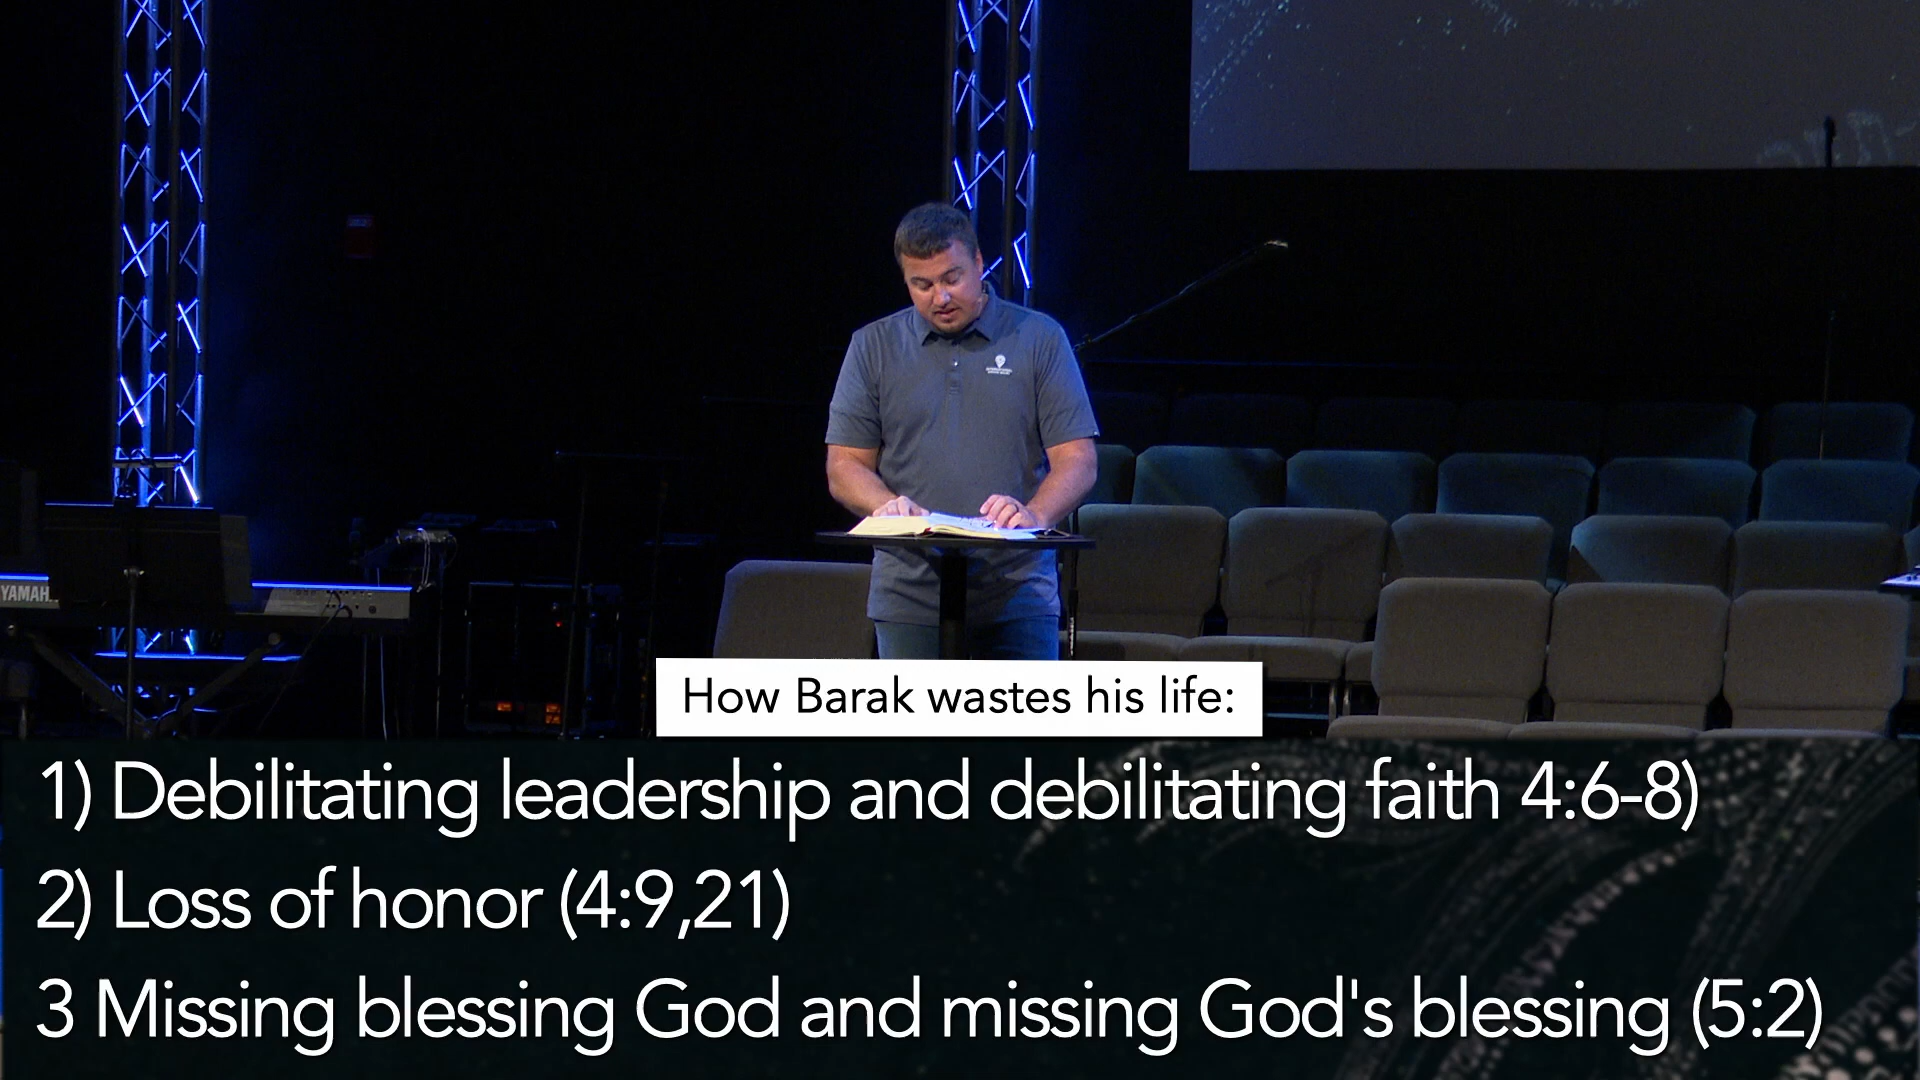 YAMAH
How Barak wastes his life:
1) Debilitating leadership and debilitating faith 4:6-8)
2) Loss of honor (4:9,21)
3 Missing blessing God and missing God's blessing (5:2)